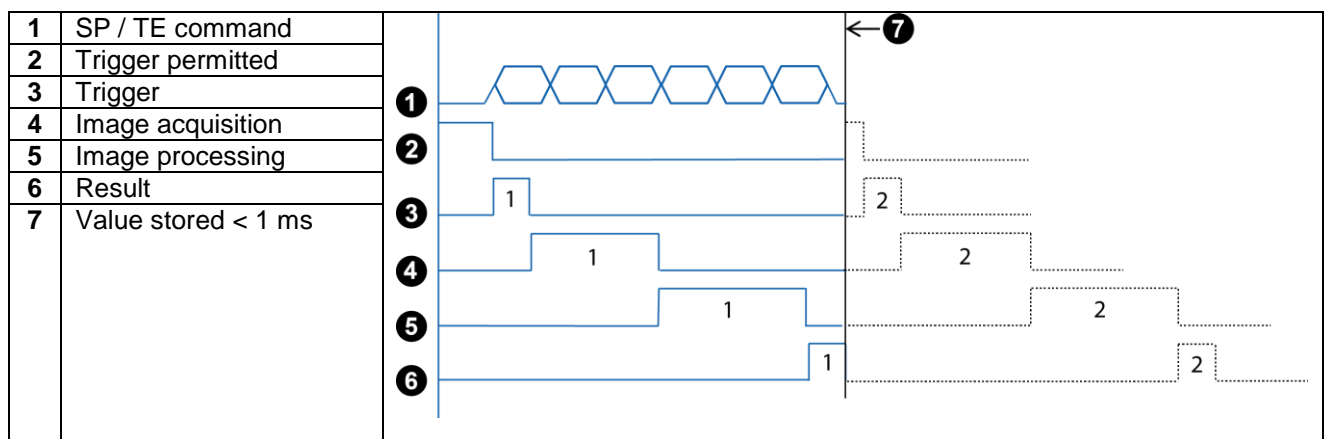 1 SP / TE command
2 Trigger permitted
3 Trigger
4 Image acquisition
5 Image processing
6 Result
7 Value stored < 1 ms
7
1
2
3 1 2
4 1 2
5 1 2
6 1 2